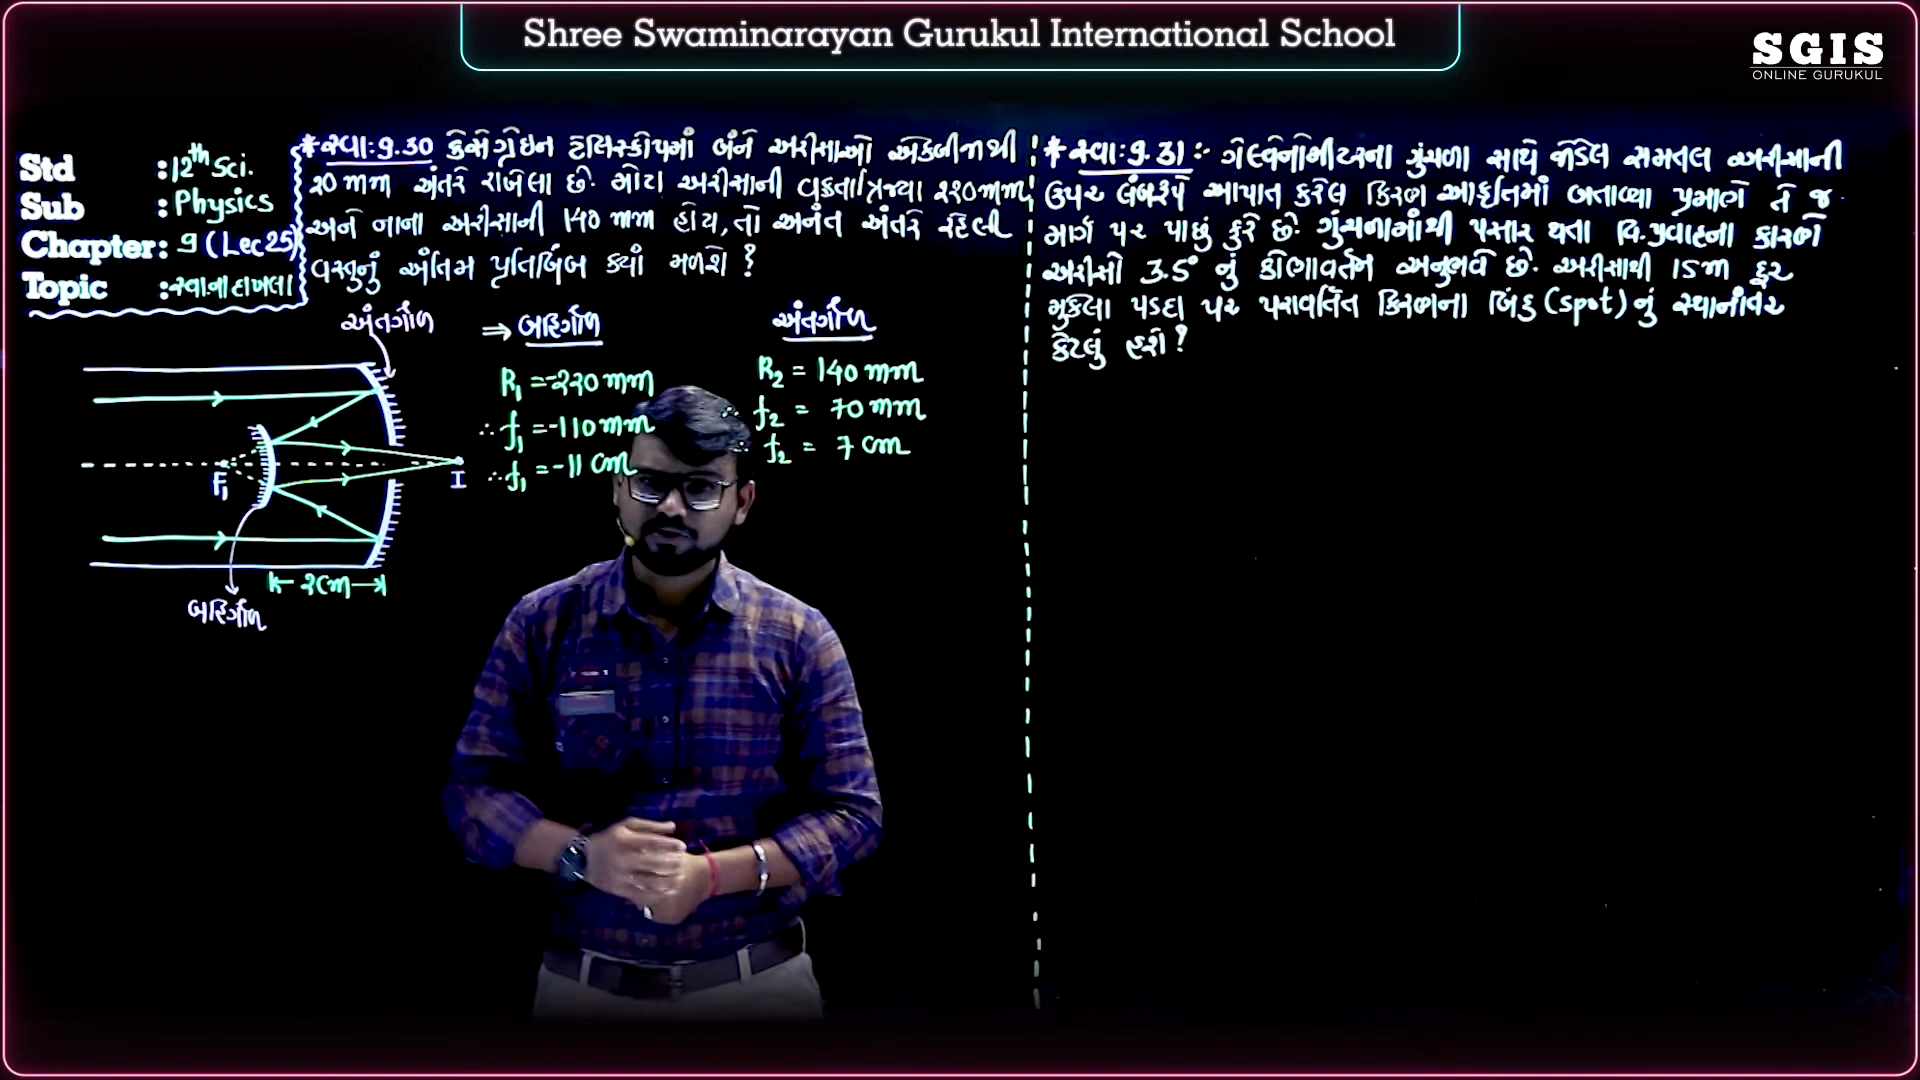 Shree Swaminarayan Gurukul International School
SGIS
ONLINE GURUKUL
Std : 12th Sci.
Sub : Physics
Chapter: 9 (Lec 25)
Topic : સ્વા.ના દાખલા
* સ્વા: 9.30 કેસેગ્રેઇન ટેલિસ્કોપમાં બંને અરીસાઓ એકબીજાથી
20 mm અંતરે રાખેલા છે. મોટા અરીસાની વક્રતાત્રિજ્યા 220 mm
અને નાના અરીસાની 140 mm હોય, તો અનંત અંતરે રહેલી
વસ્તુનું અંતિમ પ્રતિબિંબ ક્યાં મળશે ?
અંતર્ગોળ
F₁
I
2 cm
બહિર્ગોળ
⇒ બહિર્ગોળ
R₁ = -220 mm
∴ f₁ = -110 mm
∴ f₁ = -11 cm
અંતર્ગોળ
R₂ = 140 mm
∴ f₂ = 70 mm
∴ f₂ = 7 cm
* સ્વા: 9.31 :- ગેલ્વેનોમીટરના ગુંચળા સાથે જોડેલ સમતલ અરીસાની
ઉપર લંબરૂપે આપાત કરેલ કિરણ આકૃતિમાં બતાવ્યા પ્રમાણે તે જ
માર્ગ પર પાછું ફરે છે. ગુંચળામાંથી પસાર થતા વિ.પ્રવાહના કારણે
અરીસો 3.5° નું કોણાવર્તન અનુભવે છે. અરીસાથી 1.5 m દૂર
મુકેલા પડદા પર પરાવર્તિત કિરણના બિંદુ (spot) નું સ્થાનાંતર
કેટલું હશે ?